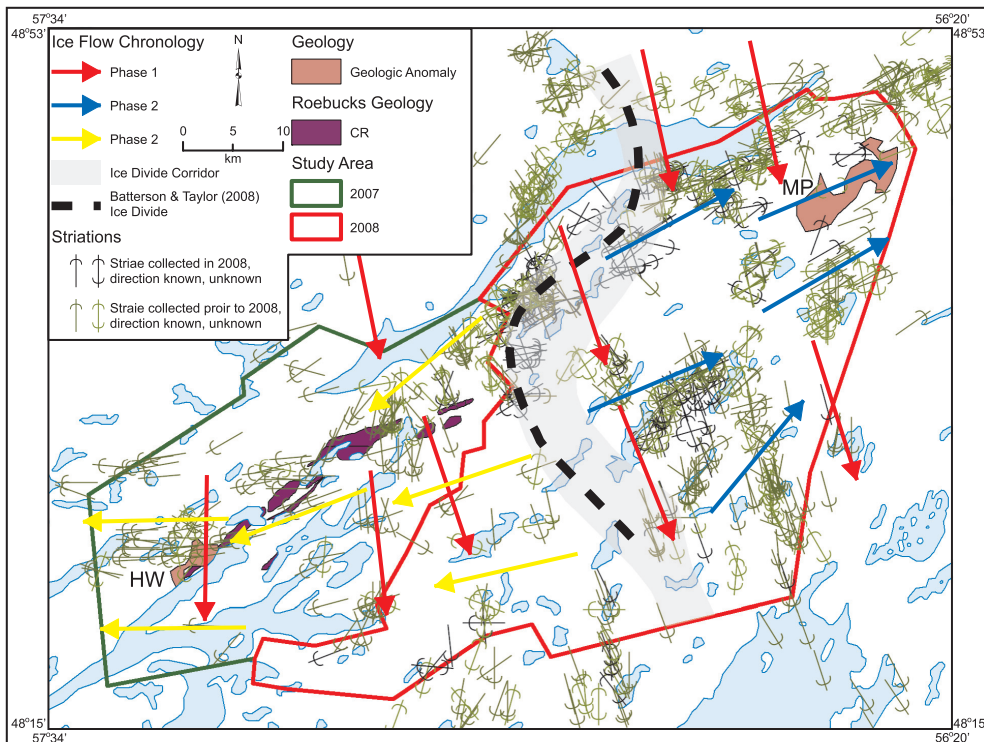 57°34'
56°20'
48°53'
48°53'
Ice Flow Chronology
N
Phase 1
Phase 2
Phase 2
0 5 10
km
Ice Divide Corridor
Batterson & Taylor (2008)
Ice Divide
Striations
Striae collected in 2008,
direction known, unknown
Straie collected proir to 2008,
direction known, unknown
Geology
Geologic Anomaly
Roebucks Geology
CR
Study Area
2007
2008
MP
HW
48°15'
48°15'
57°34'
56°20'